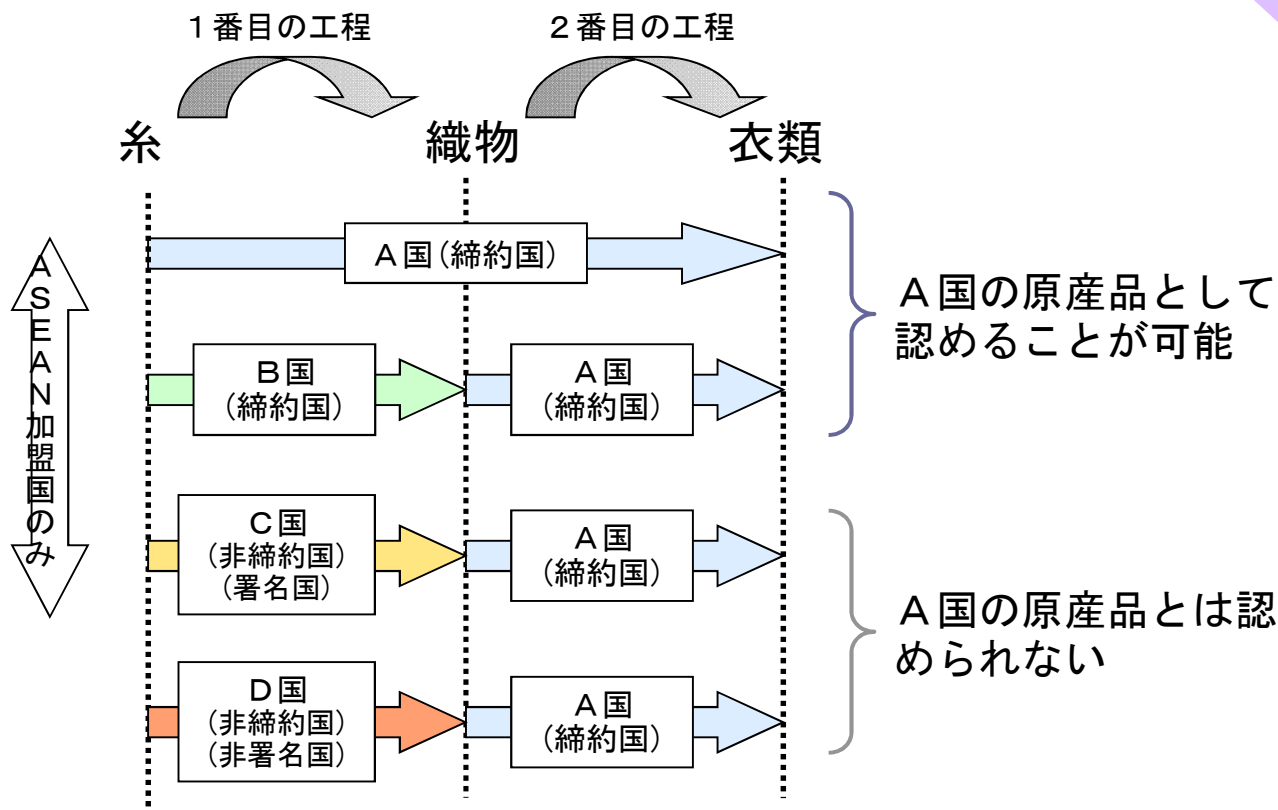 １番目の工程
２番目の工程
糸
織物
衣類
ＡＳＥＡＮ加盟国のみ
Ａ国（締約国）
Ａ国の原産品として
認めることが可能
Ｂ国
（締約国）
Ａ国
（締約国）
Ｃ国
（非締約国）
（署名国）
Ａ国
（締約国）
Ａ国の原産品とは認
められない
Ｄ国
（非締約国）
（非署名国）
Ａ国
（締約国）